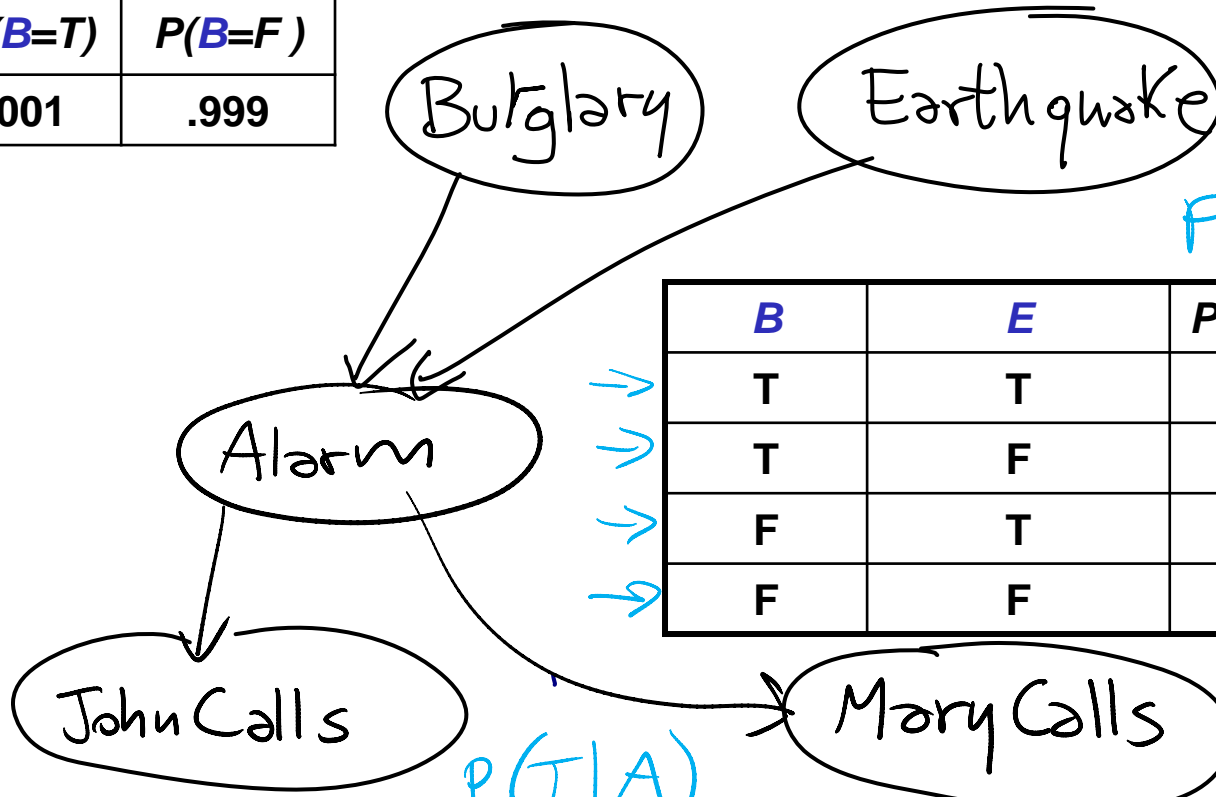 B=T) P(B=F )
001 .999
Burglary Earthquake
P
B E P
T T
Alarm
T F
F T
F F
JohnCalls MaryCalls
P(J|A)